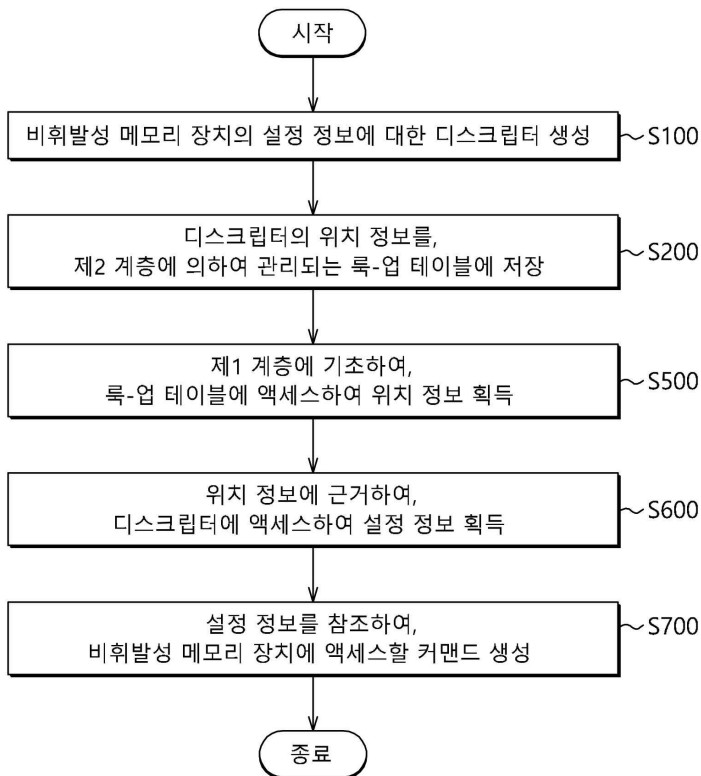 시작
비휘발성 메모리 장치의 설정 정보에 대한 디스크립터 생성
S100
디스크립터의 위치 정보를,
제2 계층에 의하여 관리되는 룩-업 테이블에 저장
S200
제1 계층에 기초하여,
룩-업 테이블에 액세스하여 위치 정보 획득
S500
위치 정보에 근거하여,
디스크립터에 액세스하여 설정 정보 획득
S600
설정 정보를 참조하여,
비휘발성 메모리 장치에 액세스할 커맨드 생성
S700
종료